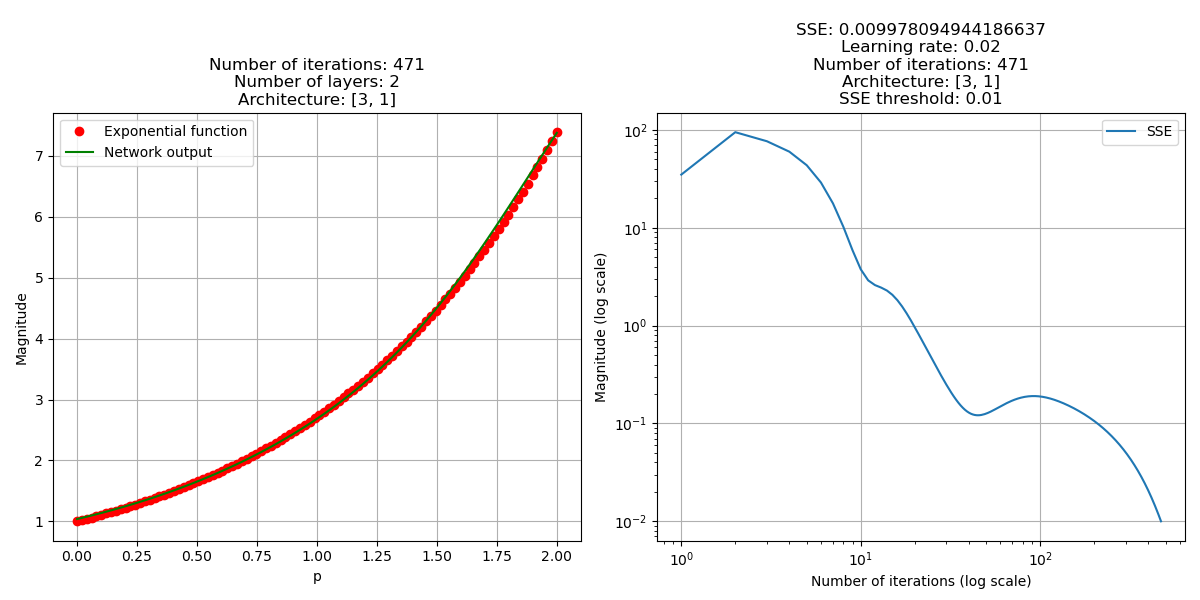 Number of iterations: 471
Number of layers: 2
Architecture: [3, 1]
Exponential function
Network output
Magnitude
7
6
5
4
3
2
1
0.00 0.25 0.50 0.75 1.00 1.25 1.50 1.75 2.00
p
SSE: 0.009978094944186637
Learning rate: 0.02
Number of iterations: 471
Architecture: [3, 1]
SSE threshold: 0.01
SSE
Magnitude (log scale)
10²
10¹
10⁰
10⁻¹
10⁻²
10⁰ 10¹ 10²
Number of iterations (log scale)